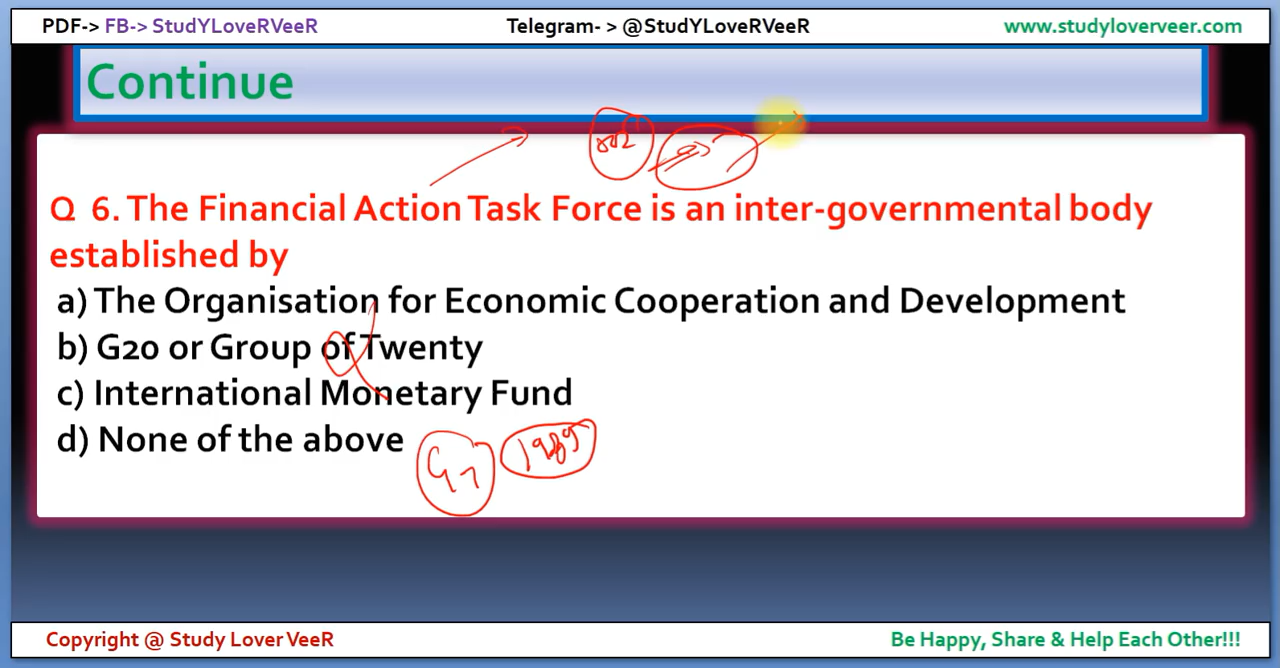 PDF-> FB-> StudYLoveRVeeR Telegram- > @StudYLoveRVeeR www.studyloverveer.com
Continue
Q 6. The Financial Action Task Force is an inter-governmental body
established by
a) The Organisation for Economic Cooperation and Development
b) G20 or Group of Twenty
c) International Monetary Fund
d) None of the above
G7 1989
Copyright @ Study Lover VeeR Be Happy, Share & Help Each Other!!!